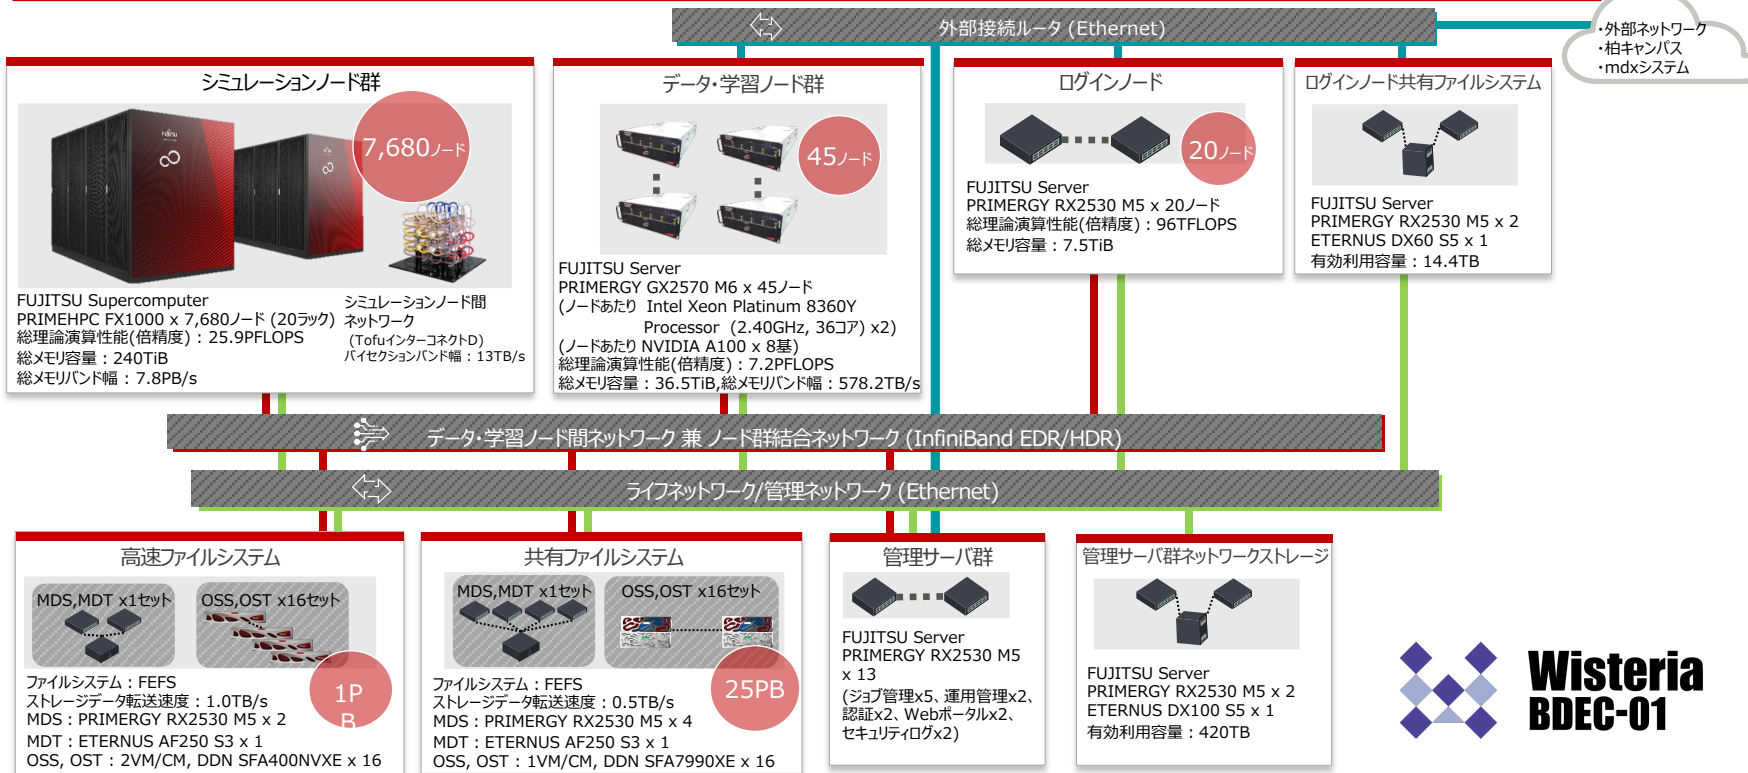 外部接続ルータ (Ethernet)
・外部ネットワーク
・柏キャンパス
・mdxシステム
シミュレーションノード群
FUJITSU
7,680ノード
FUJITSU Supercomputer
PRIMEHPC FX1000 x 7,680ノード (20ラック)
総理論演算性能(倍精度)：25.9PFLOPS
総メモリ容量：240TiB
総メモリバンド幅：7.8PB/s
シミュレーションノード間
ネットワーク
(TofuインターコネクトD)
バイセクションバンド幅：13TB/s
データ・学習ノード群
45ノード
FUJITSU Server
PRIMERGY GX2570 M6 x 45ノード
(ノードあたり Intel Xeon Platinum 8360Y
Processor (2.40GHz, 36コア) x2)
(ノードあたり NVIDIA A100 x 8基)
総理論演算性能(倍精度)：7.2PFLOPS
総メモリ容量：36.5TiB,総メモリバンド幅：578.2TB/s
ログインノード
20ノード
FUJITSU Server
PRIMERGY RX2530 M5 x 20ノード
総理論演算性能(倍精度)：96TFLOPS
総メモリ容量：7.5TiB
ログインノード共有ファイルシステム
FUJITSU Server
PRIMERGY RX2530 M5 x 2
ETERNUS DX60 S5 x 1
有効利用容量：14.4TB
データ・学習ノード間ネットワーク 兼 ノード群結合ネットワーク (InfiniBand EDR/HDR)
ライフネットワーク/管理ネットワーク (Ethernet)
高速ファイルシステム
MDS,MDT x1セット
OSS,OST x16セット
1P
B
ファイルシステム：FEFS
ストレージデータ転送速度：1.0TB/s
MDS：PRIMERGY RX2530 M5 x 2
MDT：ETERNUS AF250 S3 x 1
OSS, OST：2VM/CM, DDN SFA400NVXE x 16
共有ファイルシステム
MDS,MDT x1セット
OSS,OST x16セット
25PB
ファイルシステム：FEFS
ストレージデータ転送速度：0.5TB/s
MDS：PRIMERGY RX2530 M5 x 4
MDT：ETERNUS AF250 S3 x 1
OSS, OST：1VM/CM, DDN SFA7990XE x 16
管理サーバ群
FUJITSU Server
PRIMERGY RX2530 M5
x 13
(ジョブ管理x5、運用管理x2、
認証x2、Webポータルx2、
セキュリティログx2)
管理サーバ群ネットワークストレージ
FUJITSU Server
PRIMERGY RX2530 M5 x 2
ETERNUS DX100 S5 x 1
有効利用容量：420TB
Wisteria
BDEC-01